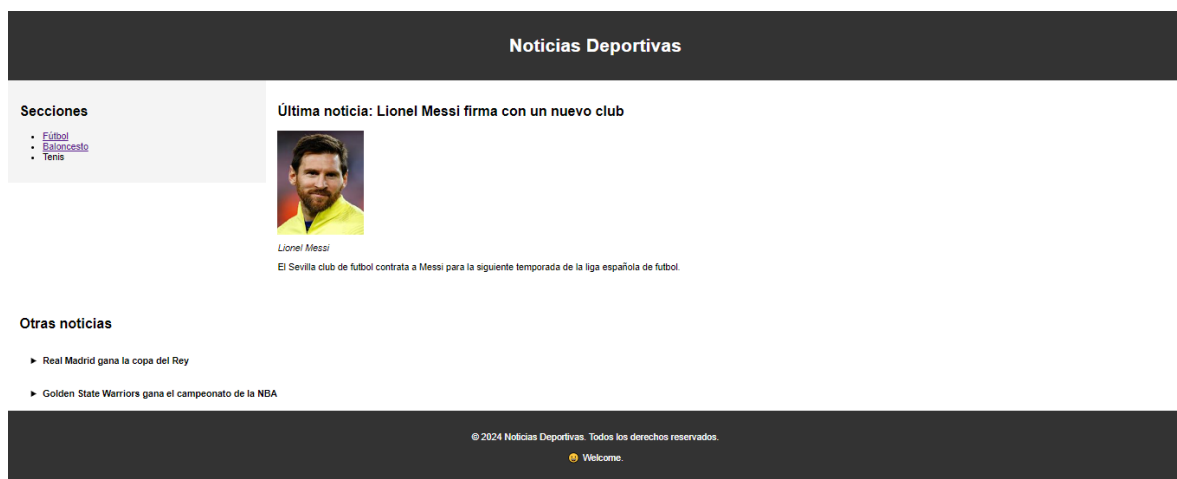 Noticias Deportivas
Secciones
Fútbol
Baloncesto
Tenis
Última noticia: Lionel Messi firma con un nuevo club
Lionel Messi
El Sevilla club de futbol contrata a Messi para la siguiente temporada de la liga española de futbol.
Otras noticias
Real Madrid gana la copa del Rey
Golden State Warriors gana el campeonato de la NBA
© 2024 Noticias Deportivas. Todos los derechos reservados.
😀 Welcome.